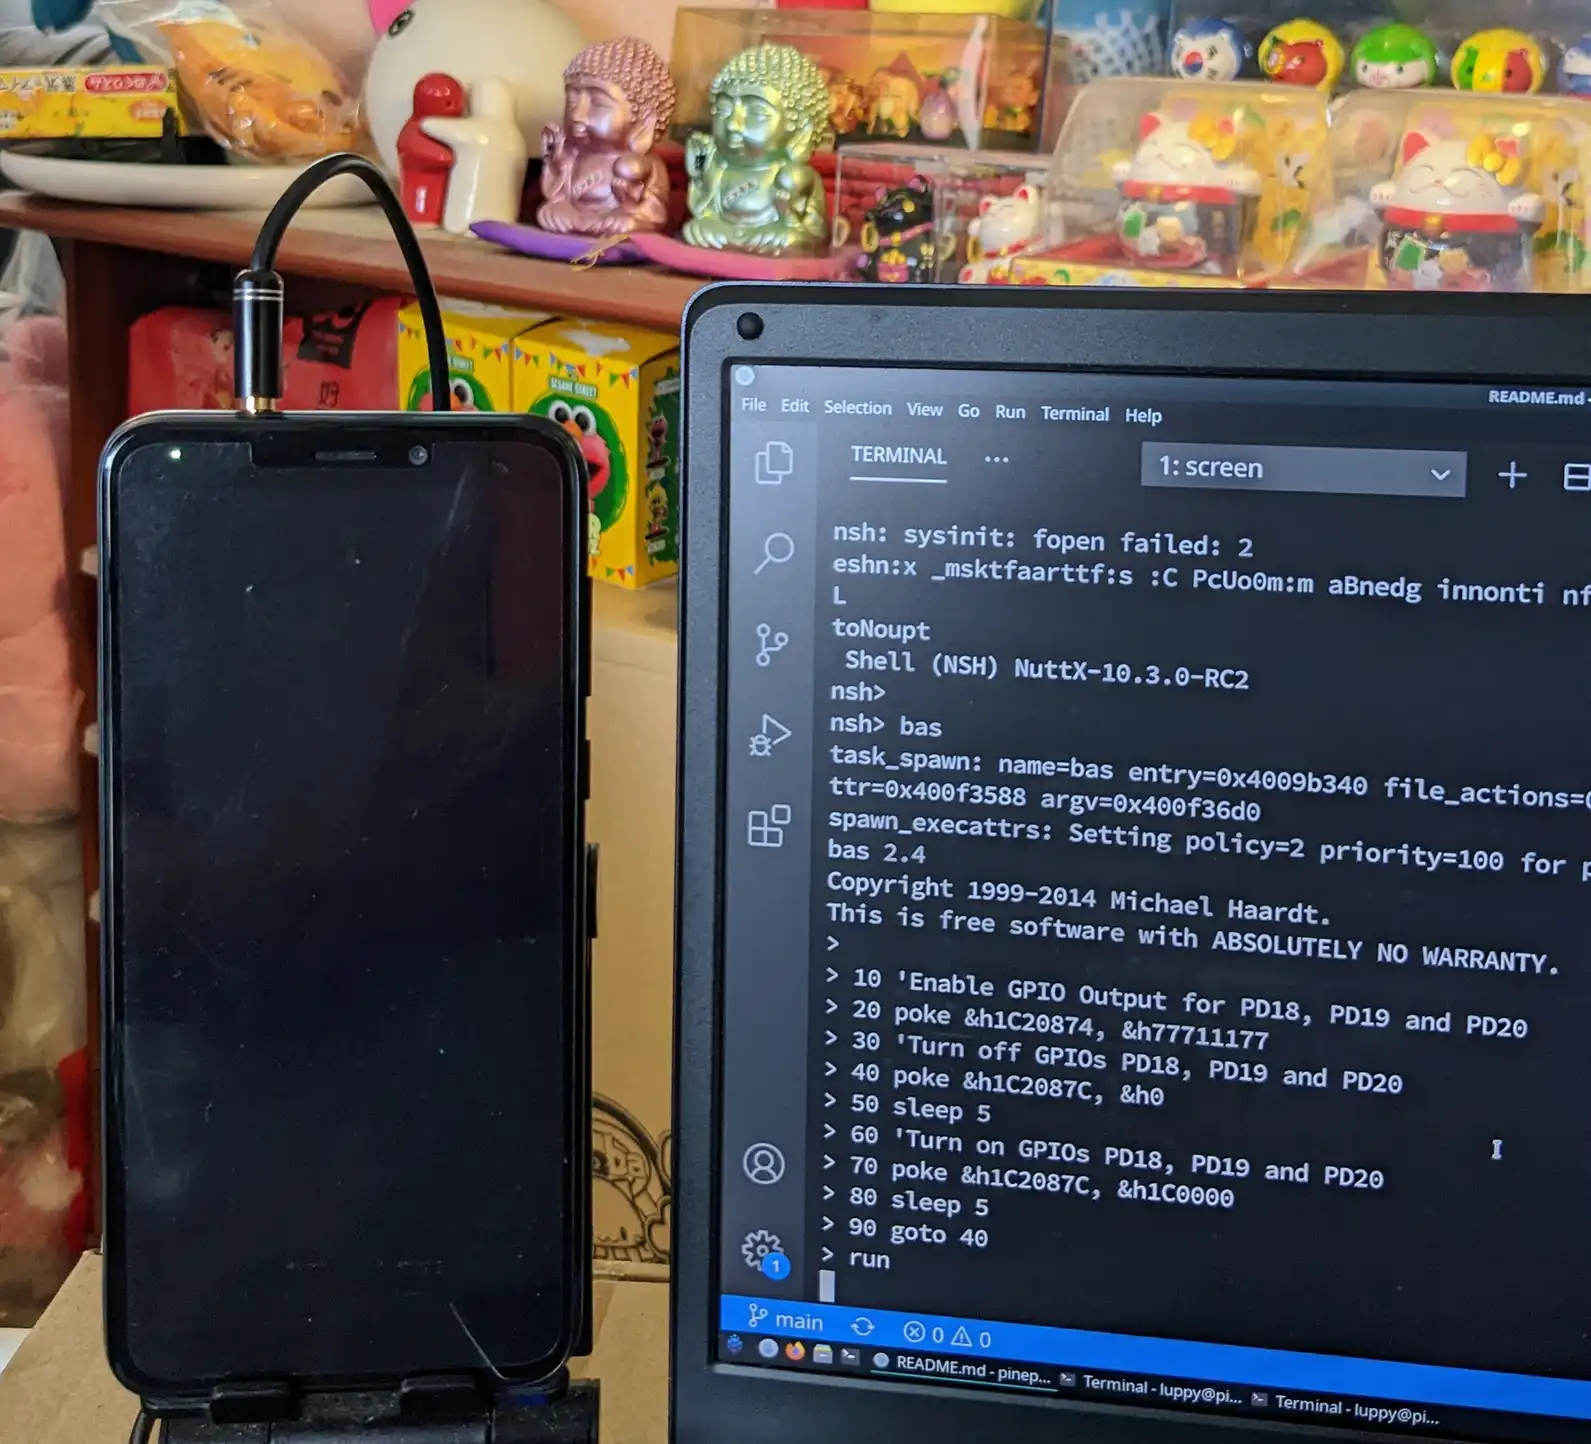 SESAME STREET
SESAME STREET
README.md -
File Edit Selection View Go Run Terminal Help
TERMINAL ...
1: screen
nsh: sysinit: fopen failed: 2
eshn:x _msktfaarttf:s :C PcUo0m:m aBnedg innonti nf
L
toNoupt
Shell (NSH) NuttX-10.3.0-RC2
nsh>
nsh> bas
task_spawn: name=bas entry=0x4009b340 file_actions=
ttr=0x400f3588 argv=0x400f36d0
spawn_execattrs: Setting policy=2 priority=100 for p
bas 2.4
Copyright 1999-2014 Michael Haardt.
This is free software with ABSOLUTELY NO WARRANTY.
>
> 10 'Enable GPIO Output for PD18, PD19 and PD20
> 20 poke &h1C20874, &h77711177
> 30 'Turn off GPIOs PD18, PD19 and PD20
> 40 poke &h1C2087C, &h0
> 50 sleep 5
> 60 'Turn on GPIOs PD18, PD19 and PD20
> 70 poke &h1C2087C, &h1C0000
> 80 sleep 5
> 90 goto 40
> run
1
main 0 0
README.md - pinep... Terminal - luppy@pi... Terminal - luppy@pi...